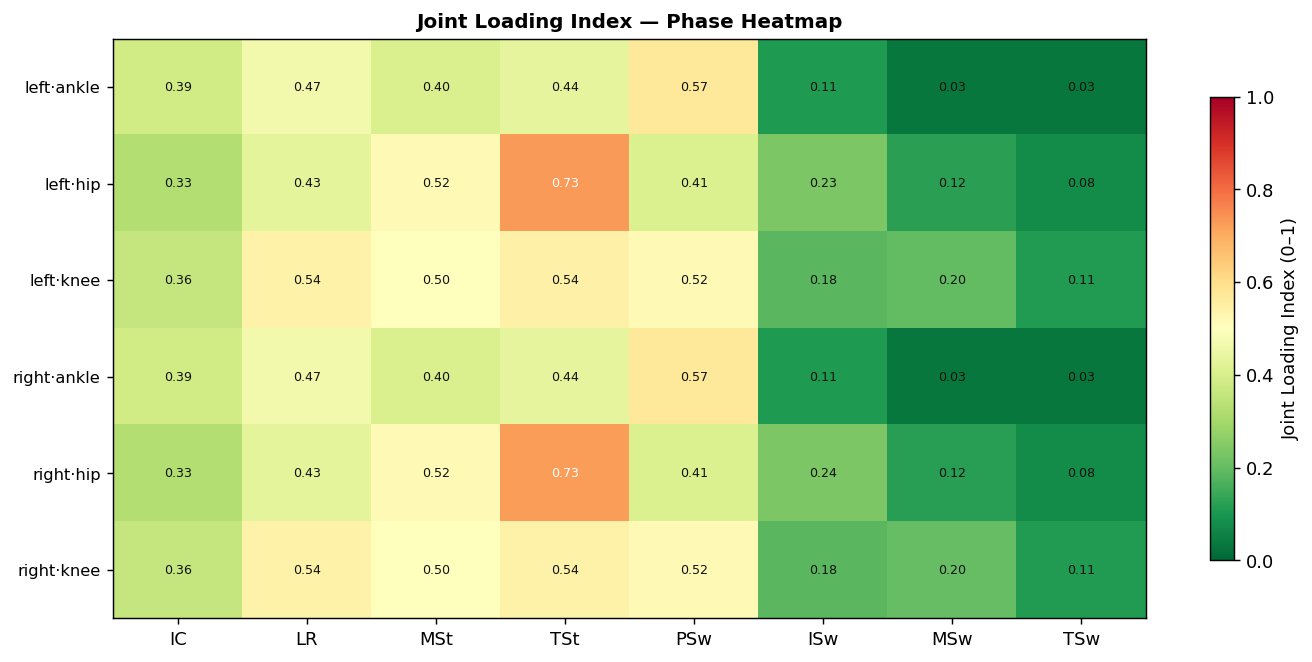 Joint Loading Index — Phase Heatmap
left·ankle 0.39 0.47 0.40 0.44 0.57 0.11 0.03 0.03
left·hip 0.33 0.43 0.52 0.73 0.41 0.23 0.12 0.08
left·knee 0.36 0.54 0.50 0.54 0.52 0.18 0.20 0.11
right·ankle 0.39 0.47 0.40 0.44 0.57 0.11 0.03 0.03
right·hip 0.33 0.43 0.52 0.73 0.41 0.24 0.12 0.08
right·knee 0.36 0.54 0.50 0.54 0.52 0.18 0.20 0.11
IC LR MSt TSt PSw ISw MSw TSw
1.0
0.8
0.6
0.4
0.2
0.0
Joint Loading Index (0–1)